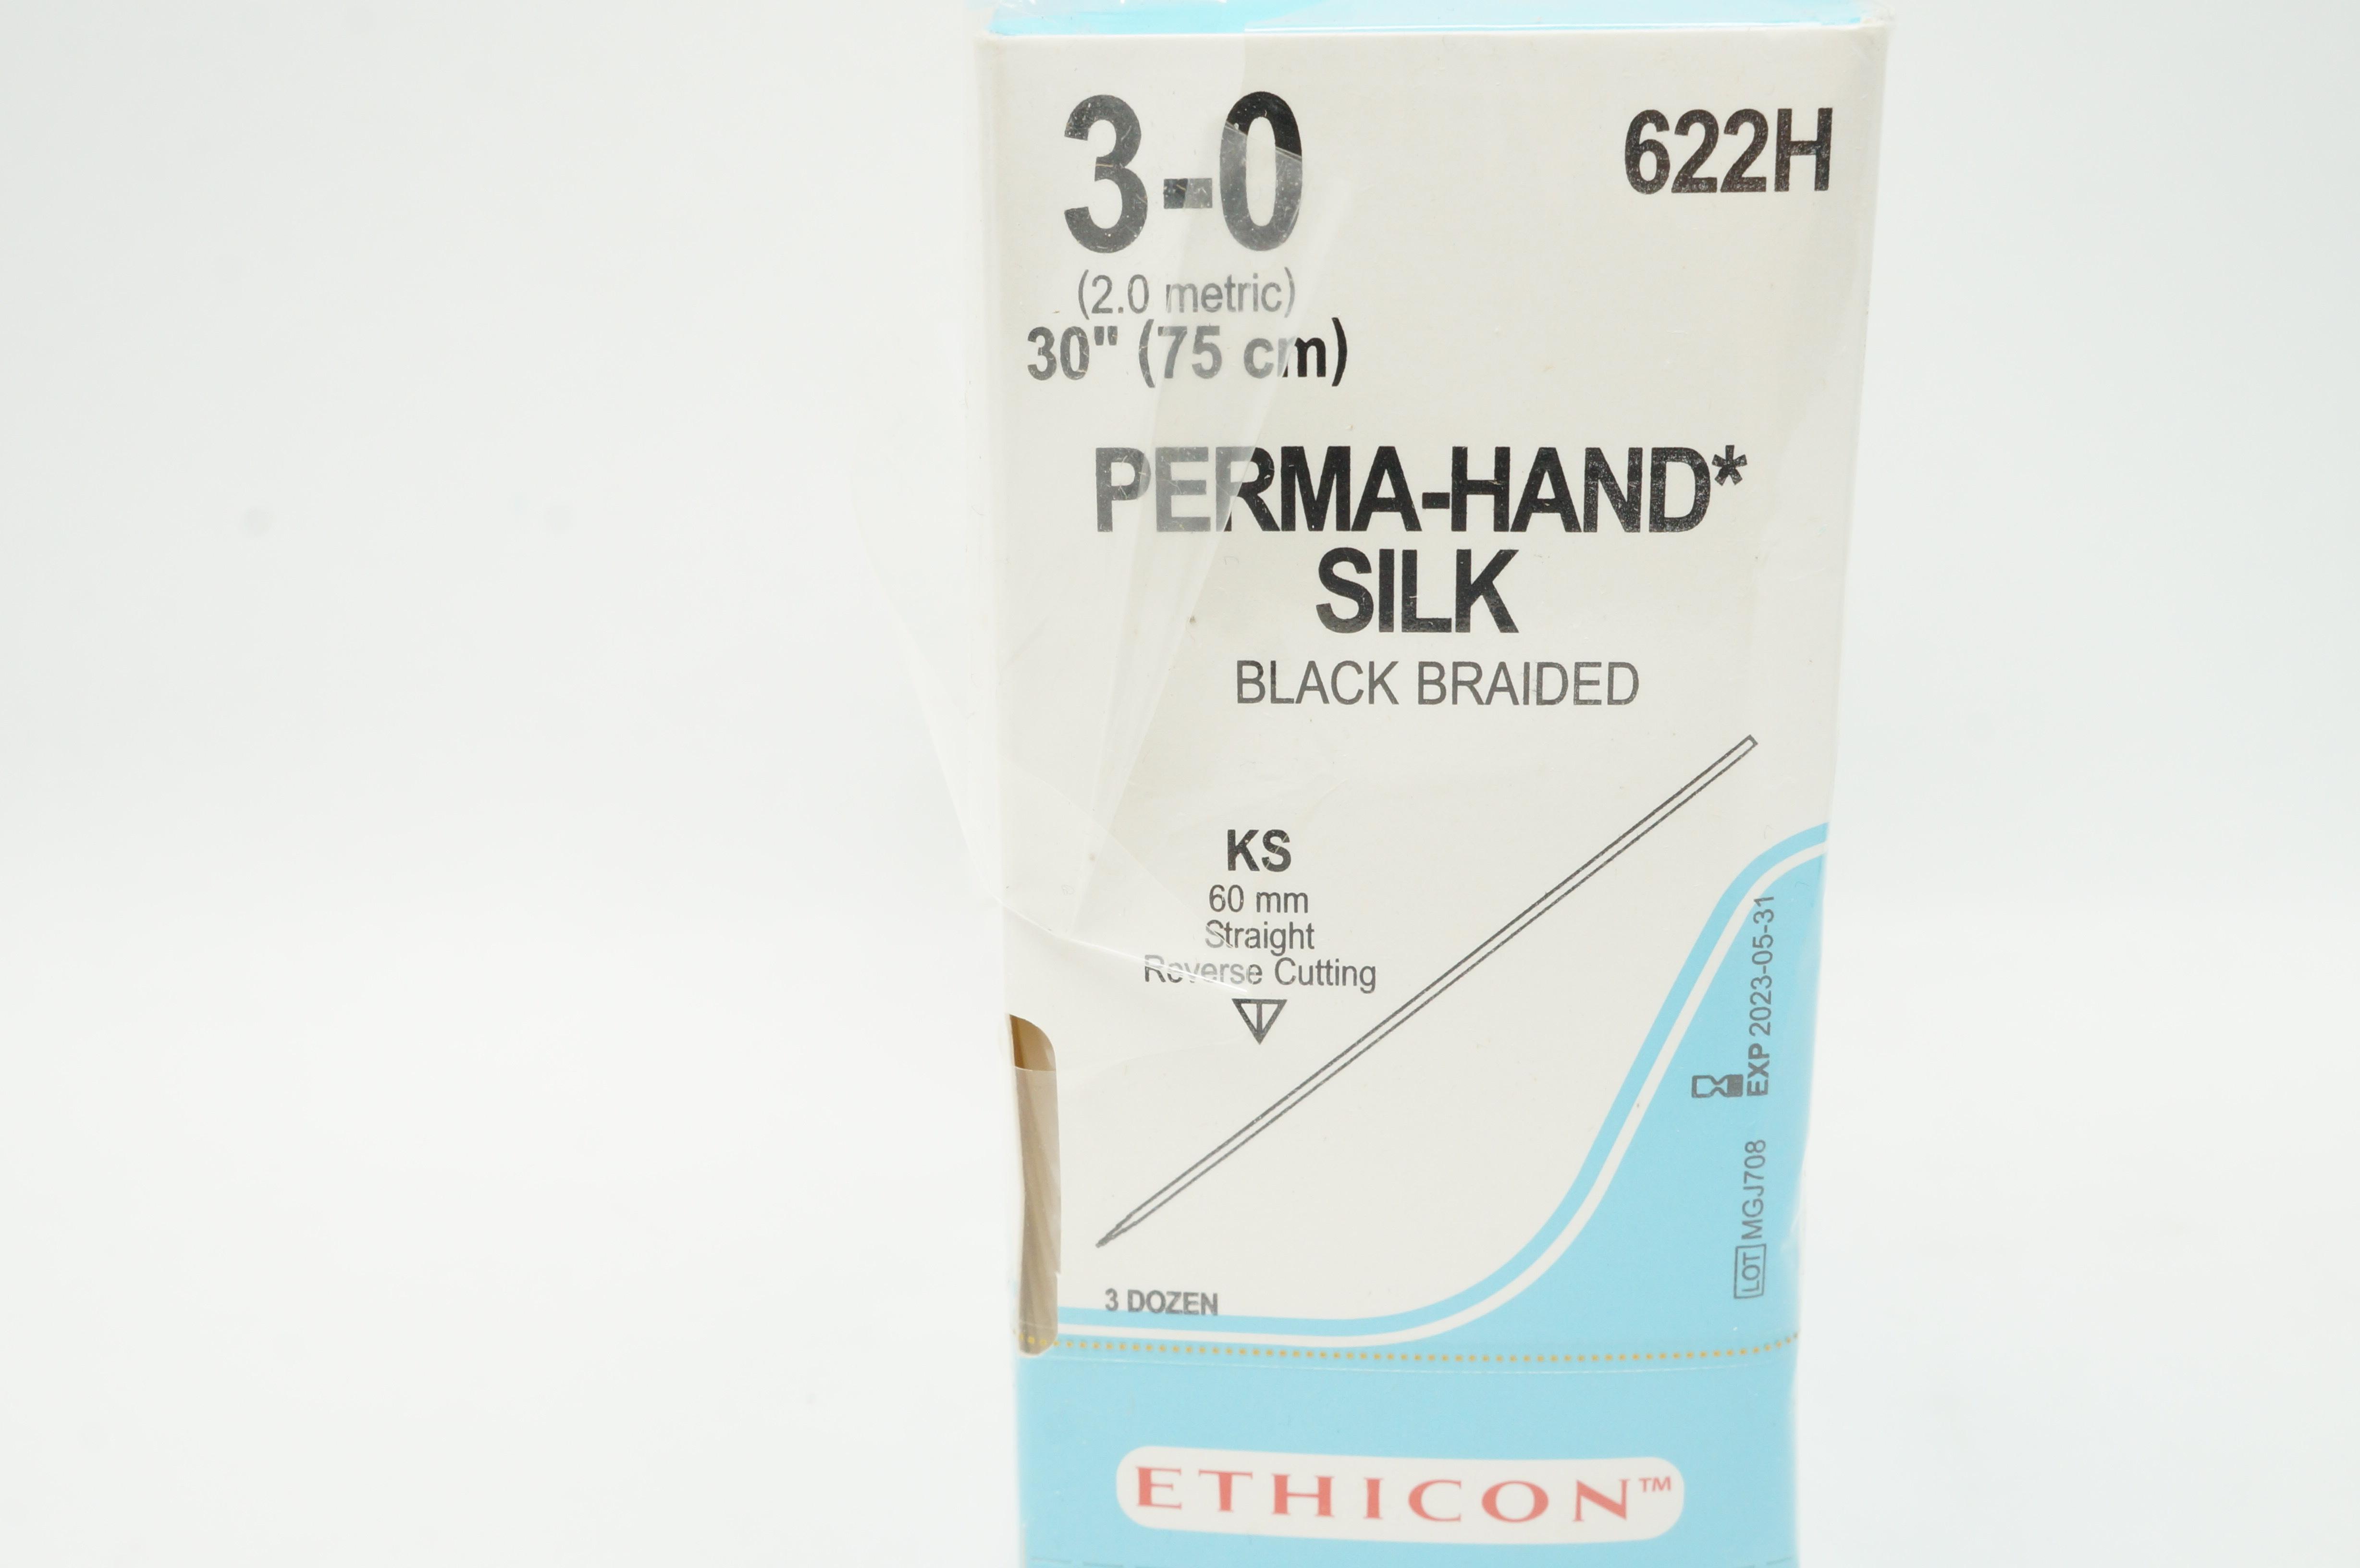 3-0
622H
(2.0 metric)
30" (75 cm)
PERMA-HAND*
SILK
BLACK BRAIDED
KS
60 mm
Straight
Reverse Cutting
EXP 2023-05-31
LOT MGJ708
3 DOZEN
ETHICON™